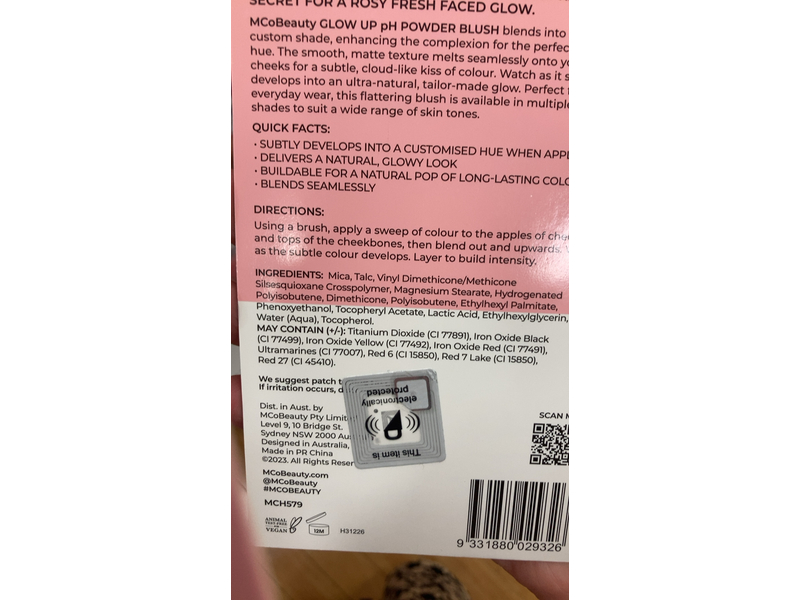 SECRET FOR A ROSY FRESH FACED GLOW.
MCoBeauty GLOW UP pH POWDER BLUSH blends into
custom shade, enhancing the complexion for the perfec
hue. The smooth, matte texture melts seamlessly onto yo
cheeks for a subtle, cloud-like kiss of colour. Watch as it s
develops into an ultra-natural, tailor-made glow. Perfect
everyday wear, this flattering blush is available in multiple
shades to suit a wide range of skin tones.
QUICK FACTS:
• SUBTLY DEVELOPS INTO A CUSTOMISED HUE WHEN APPL
• DELIVERS A NATURAL, GLOWY LOOK
• BUILDABLE FOR A NATURAL POP OF LONG-LASTING COLO
• BLENDS SEAMLESSLY
DIRECTIONS:
Using a brush, apply a sweep of colour to the apples of che
and tops of the cheekbones, then blend out and upwards.
as the subtle colour develops. Layer to build intensity.
INGREDIENTS: Mica, Talc, Vinyl Dimethicone/Methicone
Silsesquioxane Crosspolymer, Magnesium Stearate, Hydrogenated
Polyisobutene, Dimethicone, Polyisobutene, Ethylhexyl Palmitate,
Phenoxyethanol, Tocopheryl Acetate, Lactic Acid, Ethylhexylglycerin,
Water (Aqua), Tocopherol.
MAY CONTAIN (+/-): Titanium Dioxide (CI 77891), Iron Oxide Black
(CI 77499), Iron Oxide Yellow (CI 77492), Iron Oxide Red (CI 77491),
Ultramarines (CI 77007), Red 6 (CI 15850), Red 7 Lake (CI 15850),
Red 27 (CI 45410).
We suggest patch t
If irritation occurs, d
This item is
electronically
protected
Dist. in Aust. by
MCoBeauty Pty Limit
Level 9, 10 Bridge St.
Sydney NSW 2000 Aus
Designed in Australia,
Made in PR China
©2023. All Rights Reser
SCAN M
MCoBeauty.com
@MCoBeauty
#MCOBEAUTY
MCH579
ANIMAL
TEST-FREE
VEGAN
12M
H31226
9 331880 029326